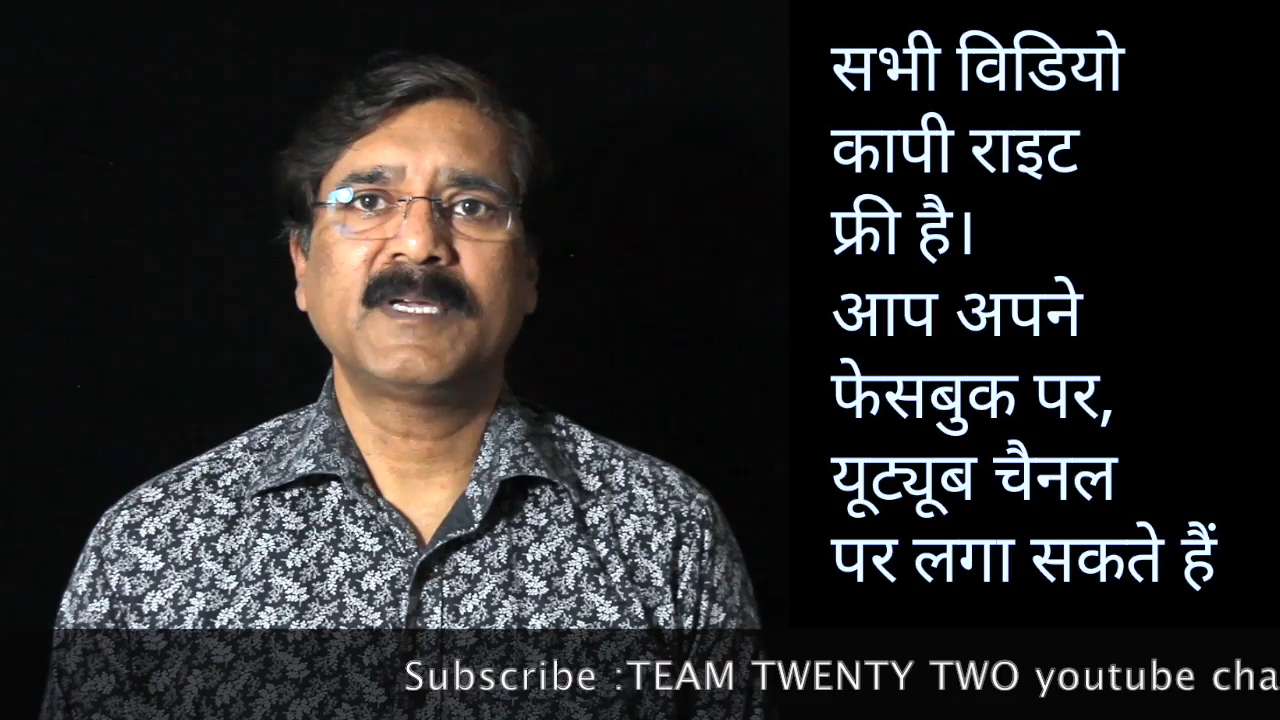 सभी विडियो
कापी राइट
फ्री है।
आप अपने
फेसबुक पर,
यूट्यूब चैनल
पर लगा सकते हैं
Subscribe :TEAM TWENTY TWO youtube cha